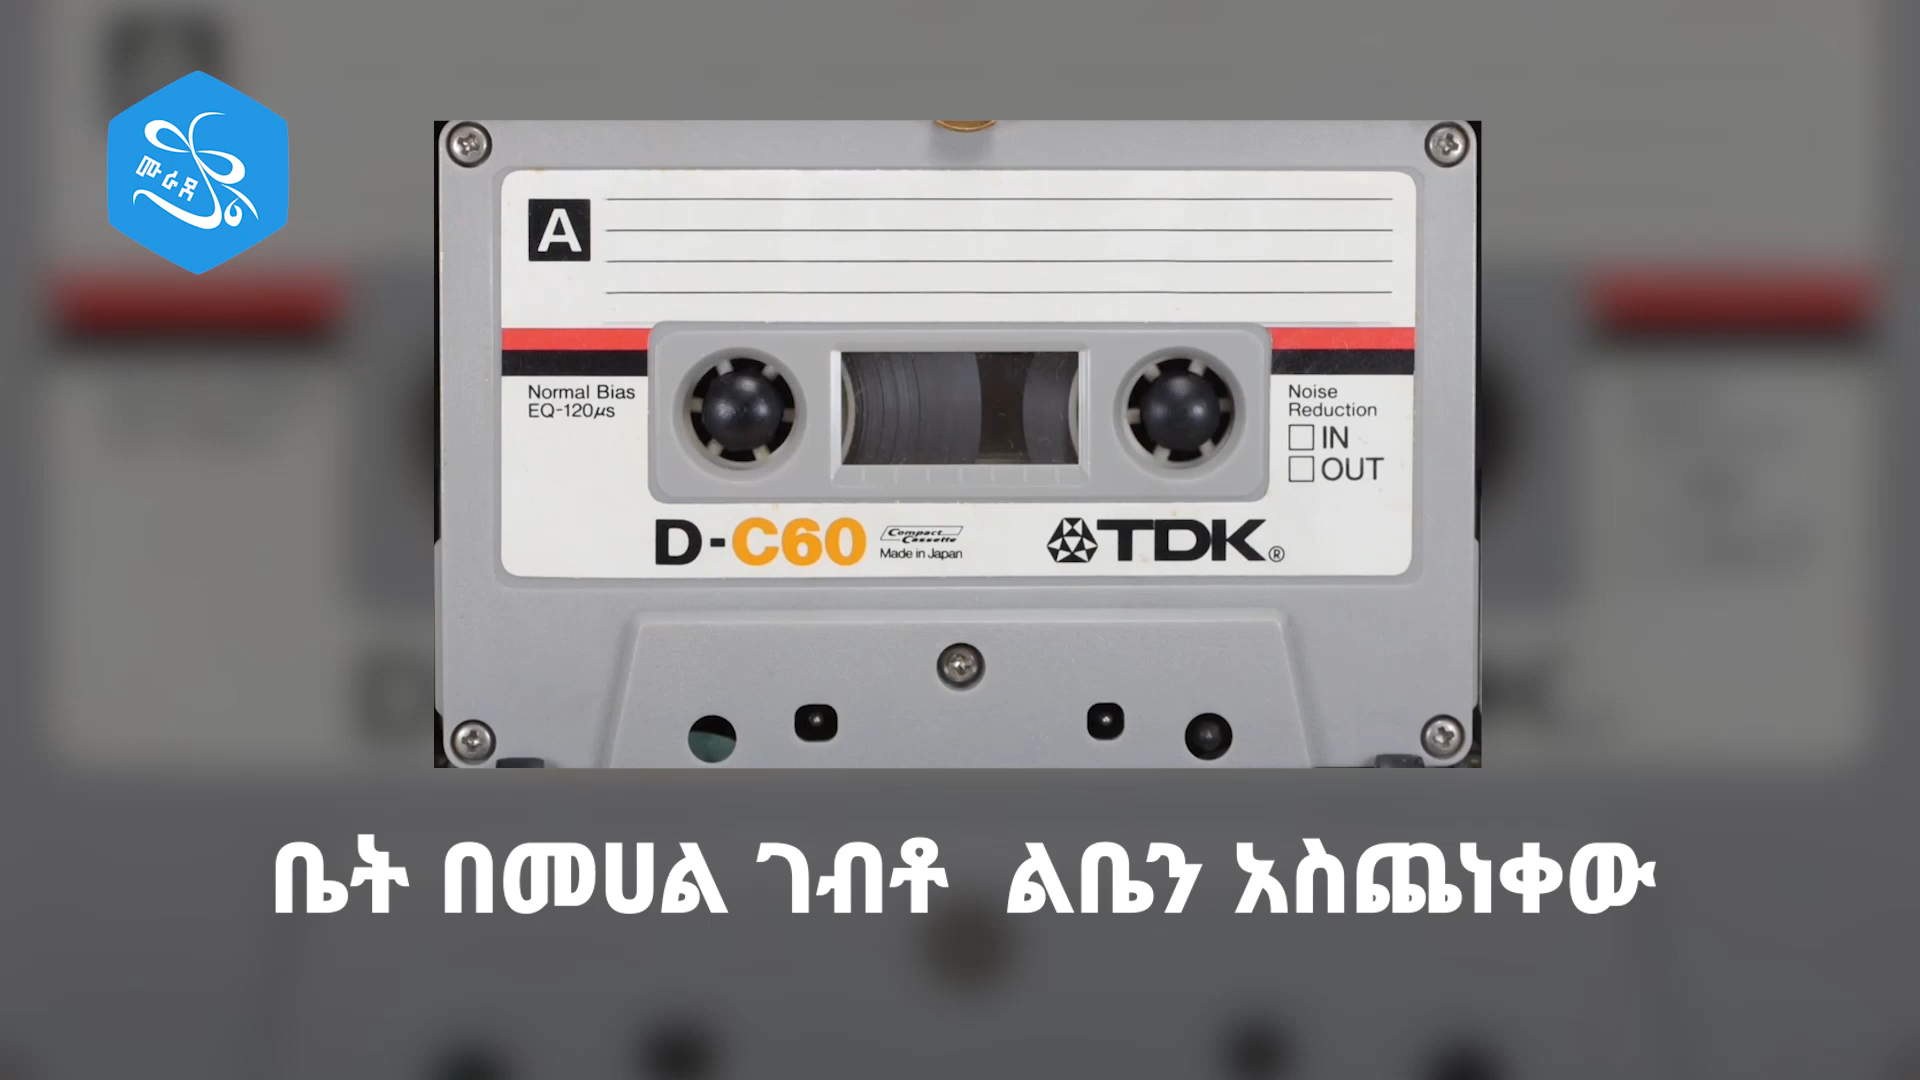 ሙራዳ
A
Normal Bias
EQ-120μs
Noise
Reduction
IN
OUT
D-C60
Compact
Cassette
Made in Japan
TDK®
ቤት በመሀል ገብቶ ልቤን አስጨነቀው